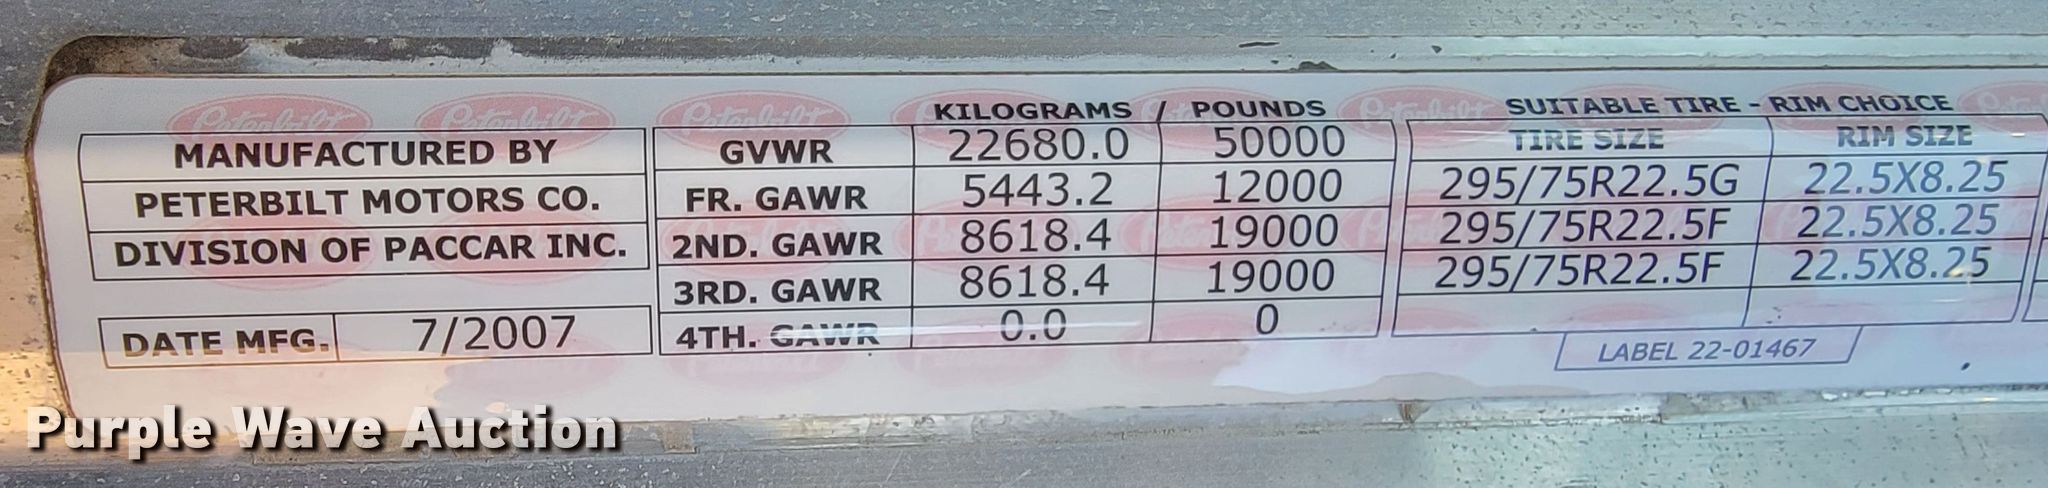 KILOGRAMS / POUNDS SUITABLE TIRE - RIM CHOICE
MANUFACTURED BY GVWR 22680.0 50000 TIRE SIZE RIM SIZE
PETERBILT MOTORS CO. FR. GAWR 5443.2 12000 295/75R22.5G 22.5X8.25
DIVISION OF PACCAR INC. 2ND. GAWR 8618.4 19000 295/75R22.5F 22.5X8.25
3RD. GAWR 8618.4 19000 295/75R22.5F 22.5X8.25
DATE MFG. 7/2007 4TH. GAWR 0.0 0
LABEL 22-01467
Purple Wave Auction